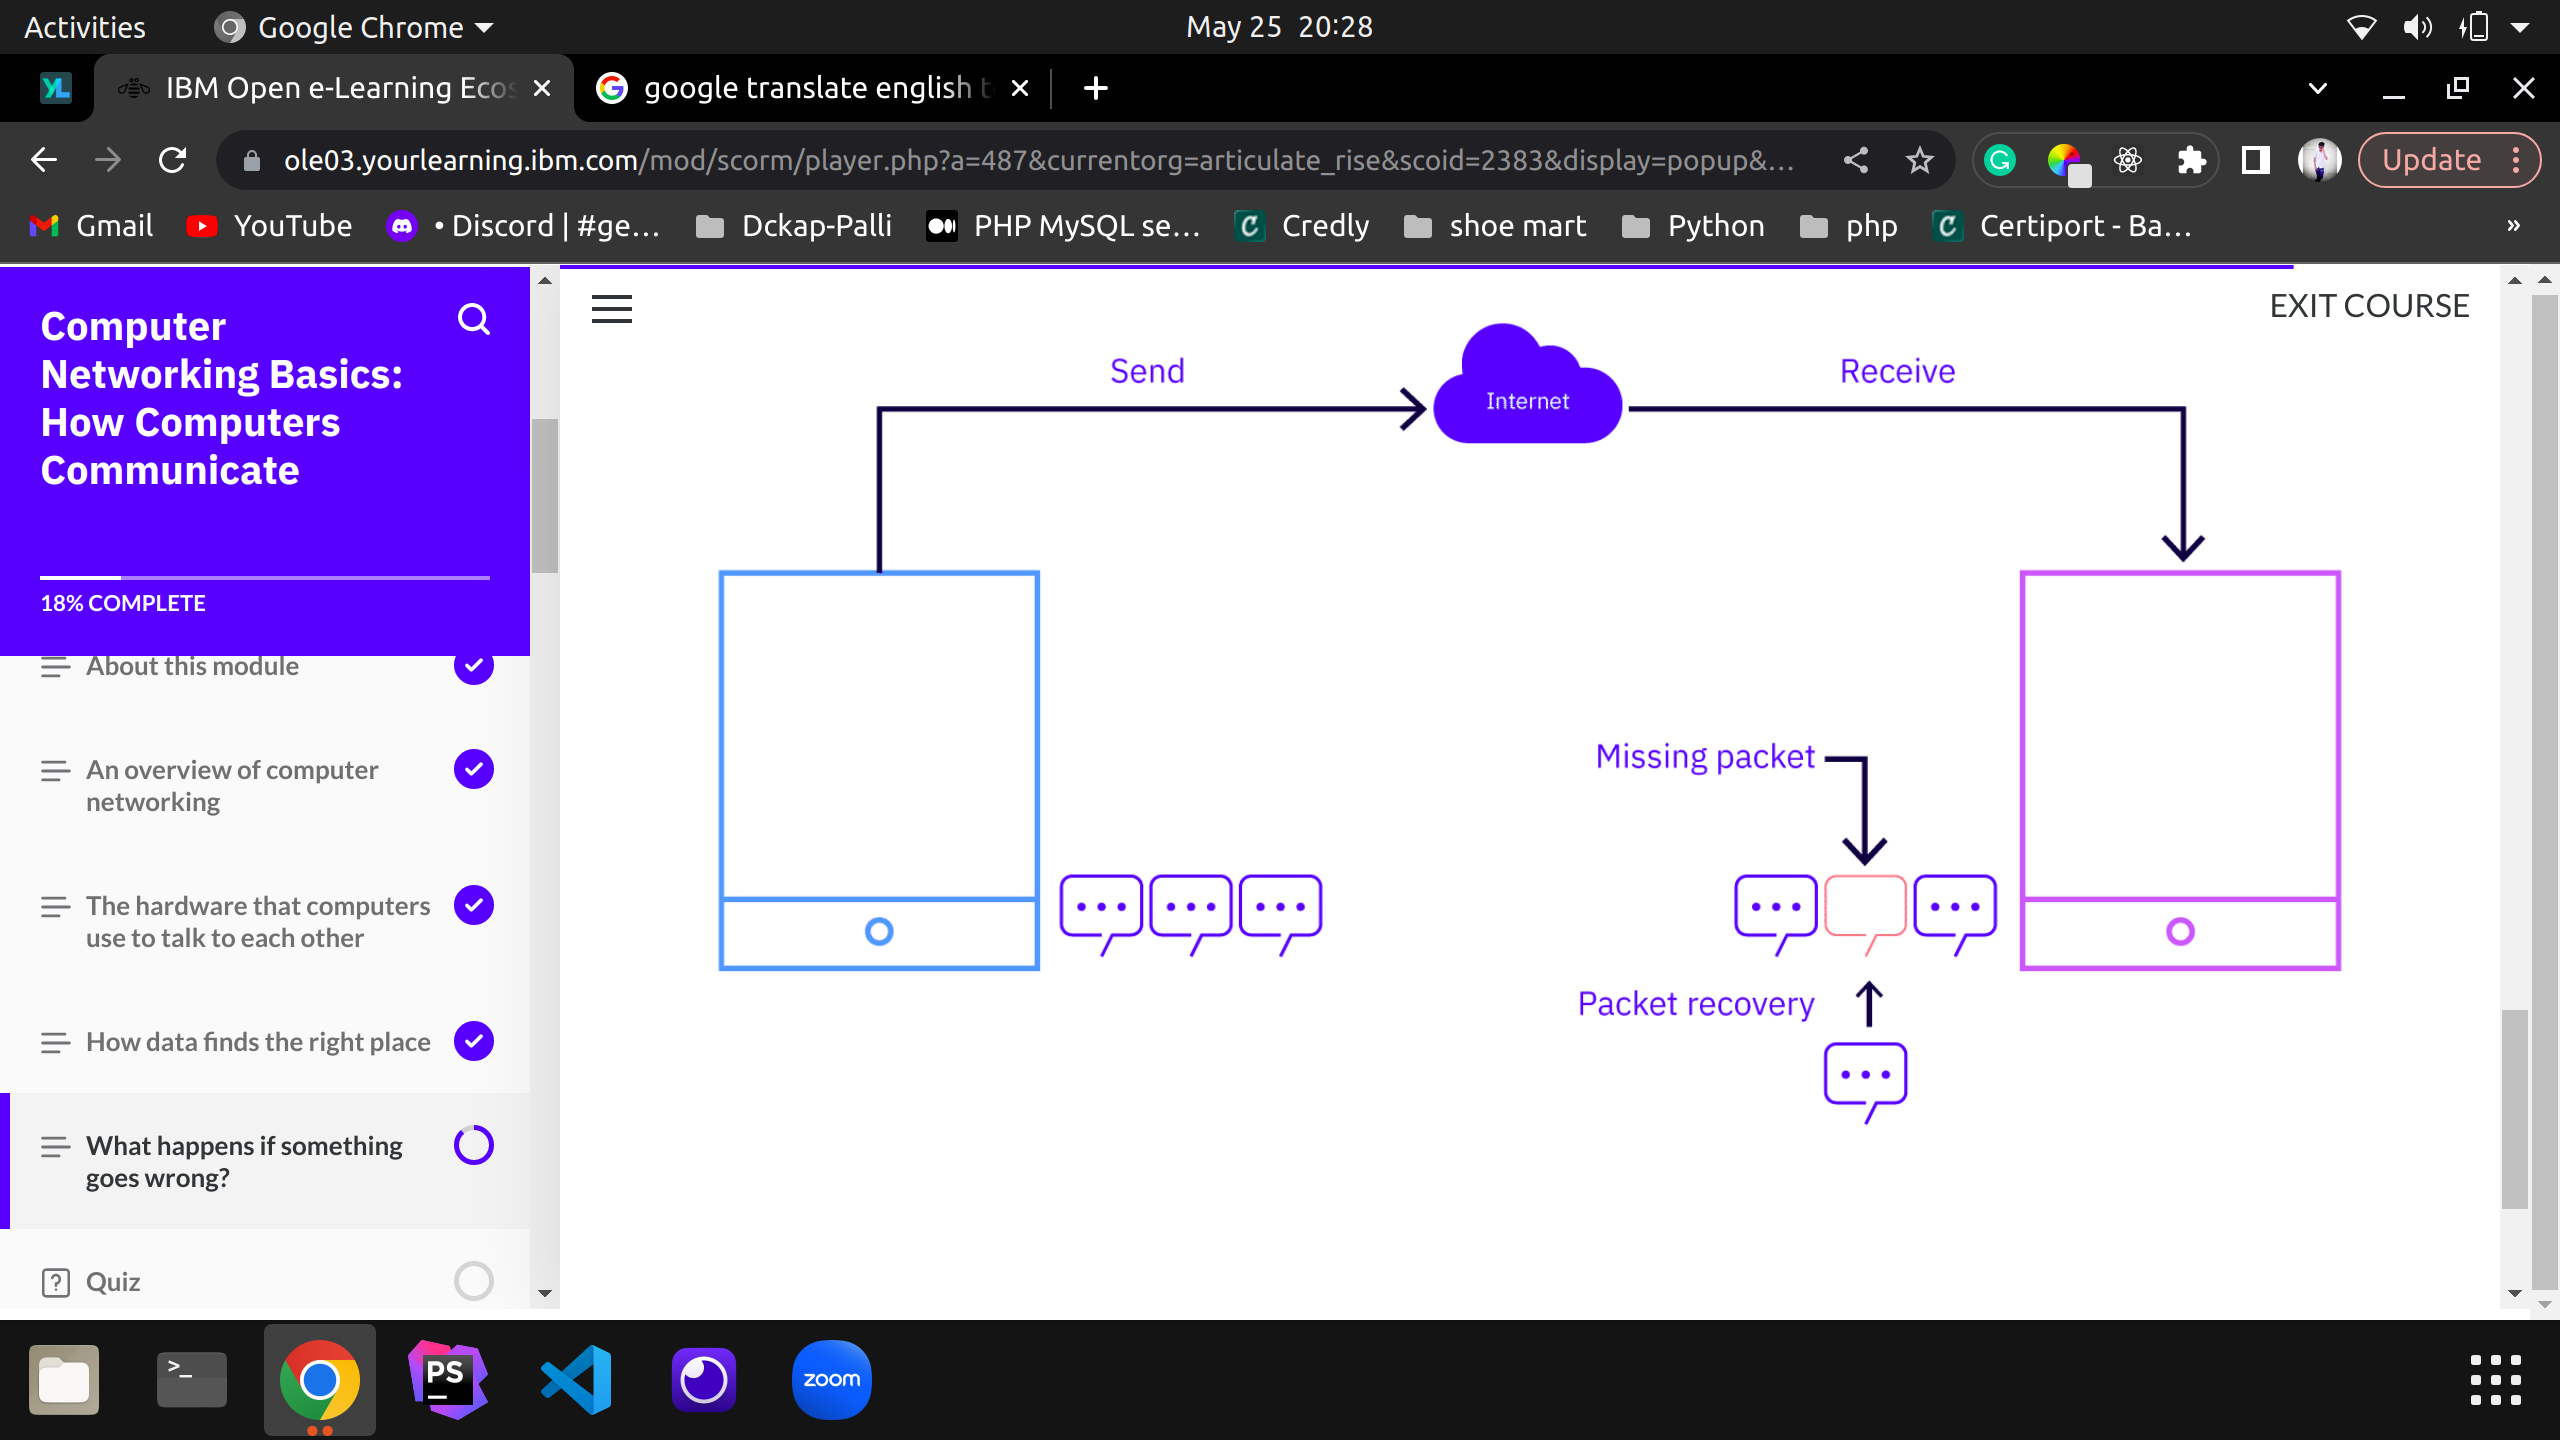 Activities
Google Chrome
May 25 20:28
IBM Open e-Learning Ecos
google translate english t
ole03.yourlearning.ibm.com/mod/scorm/player.php?a=487&currentorg=articulate_rise&scoid=2383&display=popup&...
Update
Gmail
YouTube
• Discord | #ge...
Dckap-Palli
PHP MySQL se...
Credly
shoe mart
Python
php
Certiport - Ba...
»
Computer
Networking Basics:
How Computers
Communicate
18% COMPLETE
About this module
An overview of computer
networking
The hardware that computers
use to talk to each other
How data finds the right place
What happens if something
goes wrong?
Quiz
EXIT COURSE
Send
Internet
Receive
Missing packet
Packet recovery
YL
PS
zoom